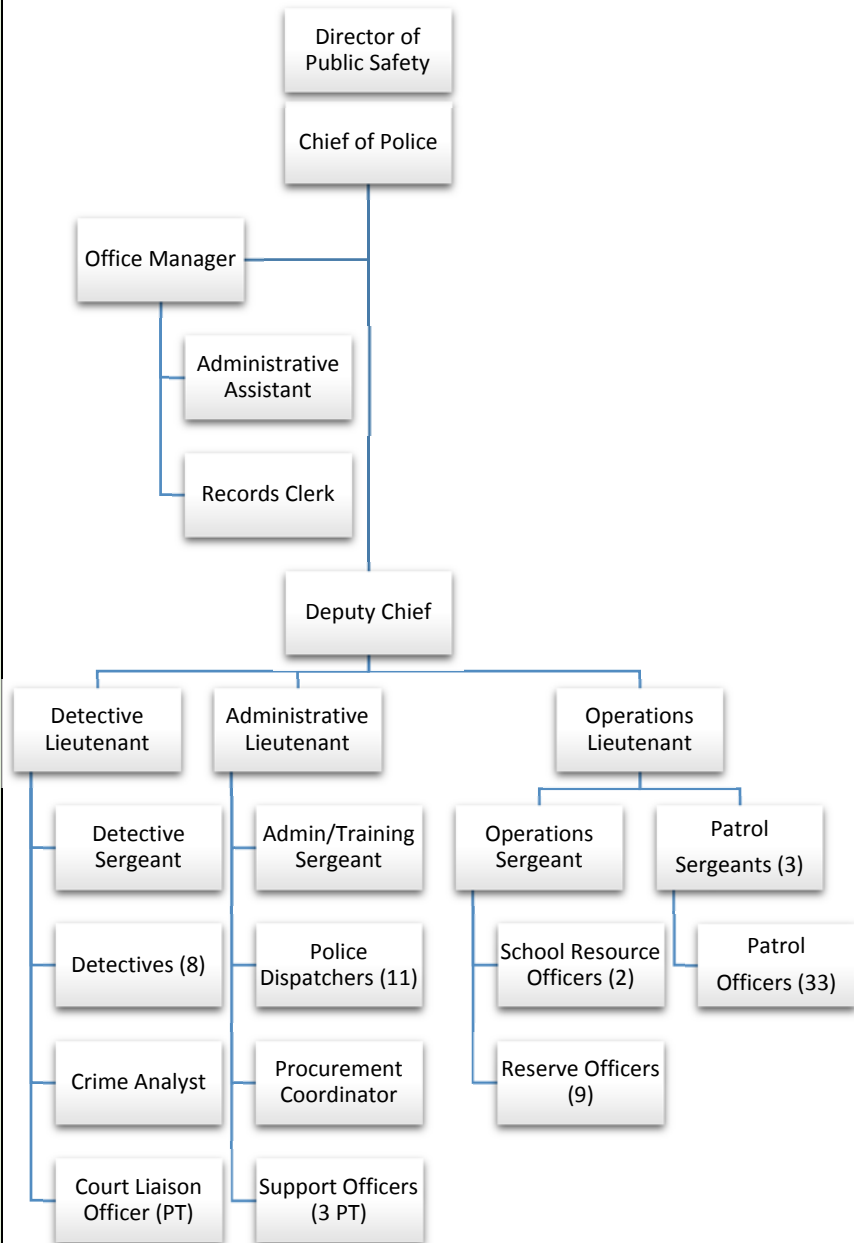 Director of
Public Safety
Chief of Police
Office Manager
Administrative
Assistant
Records Clerk
Deputy Chief
Detective
Lieutenant
Administrative
Lieutenant
Operations
Lieutenant
Detective
Sergeant
Admin/Training
Sergeant
Operations
Sergeant
Patrol
Sergeants (3)
Detectives (8)
Police
Dispatchers (11)
School Resource
Officers (2)
Patrol
Officers (33)
Crime Analyst
Procurement
Coordinator
Reserve Officers
(9)
Court Liaison
Officer (PT)
Support Officers
(3 PT)